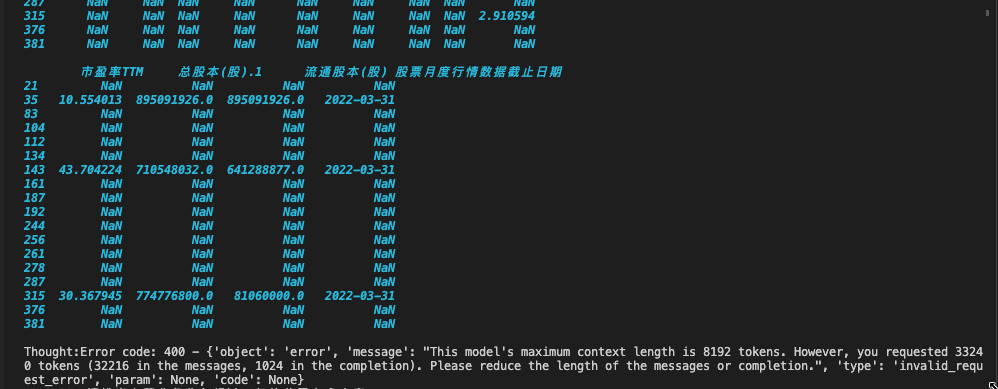 287 NaN NaN NaN NaN NaN NaN NaN NaN NaN
315 NaN NaN NaN NaN NaN NaN NaN NaN 2.910594
376 NaN NaN NaN NaN NaN NaN NaN NaN NaN
381 NaN NaN NaN NaN NaN NaN NaN NaN NaN
市盈率TTM 总股本(股).1 流通股本(股) 股票月度行情数据截止日期
21 NaN NaN NaN NaN
35 10.554013 895091926.0 895091926.0 2022-03-31
83 NaN NaN NaN NaN
104 NaN NaN NaN NaN
112 NaN NaN NaN NaN
134 NaN NaN NaN NaN
143 43.704224 710548032.0 641288877.0 2022-03-31
161 NaN NaN NaN NaN
187 NaN NaN NaN NaN
192 NaN NaN NaN NaN
244 NaN NaN NaN NaN
256 NaN NaN NaN NaN
261 NaN NaN NaN NaN
278 NaN NaN NaN NaN
287 NaN NaN NaN NaN
315 30.367945 774776800.0 81060000.0 2022-03-31
376 NaN NaN NaN NaN
381 NaN NaN NaN NaN
Thought:Error code: 400 - {'object': 'error', 'message': "This model's maximum context length is 8192 tokens. However, you requested 3324
0 tokens (32216 in the messages, 1024 in the completion). Please reduce the length of the messages or completion.", 'type': 'invalid_requ
est_error', 'param': None, 'code': None}